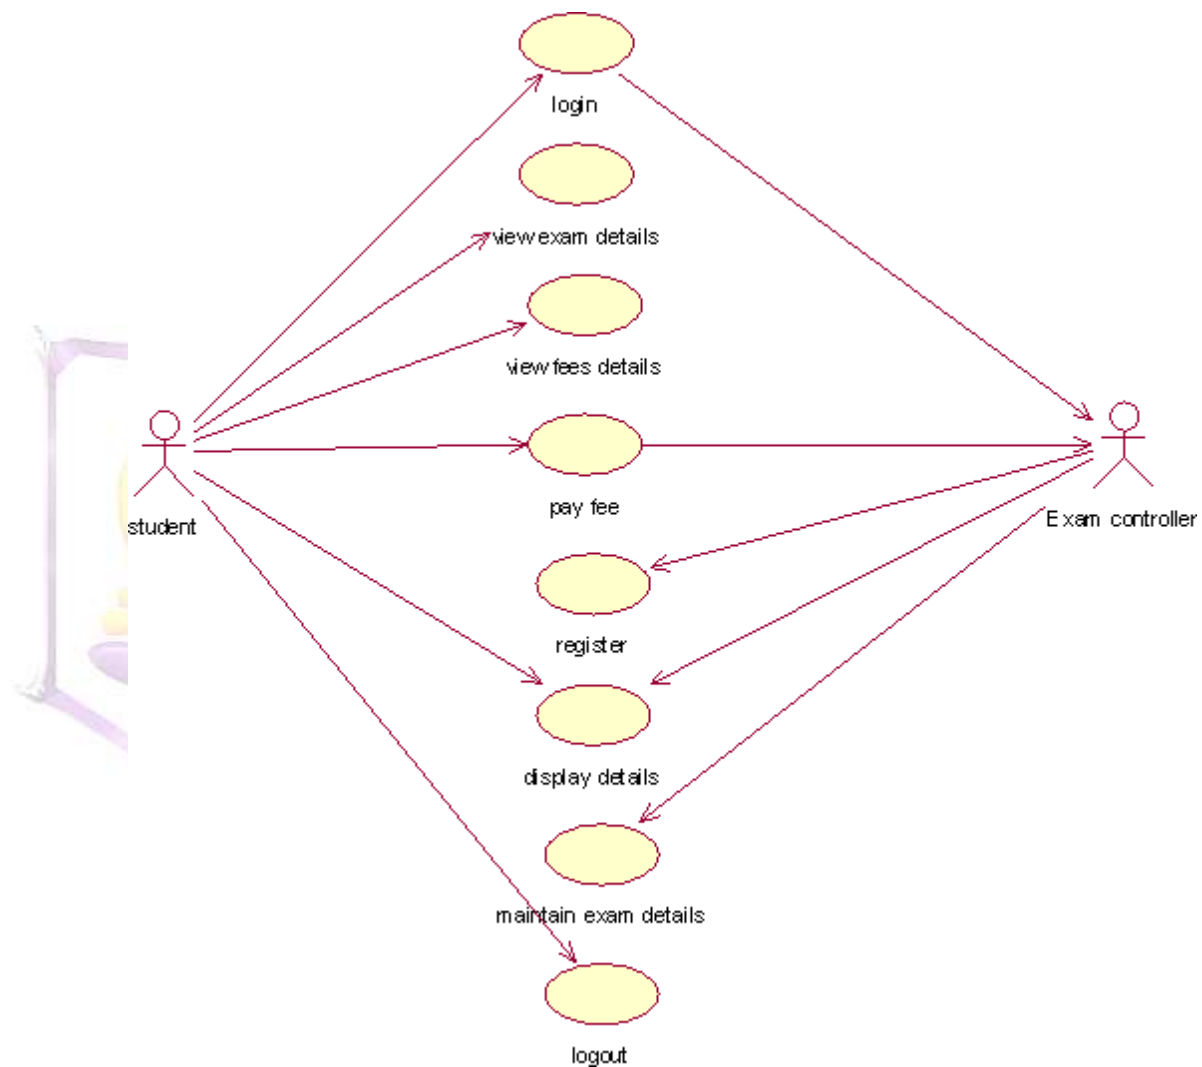 login
view exam details
view fees details
pay fee
student
Exam controller
register
display details
maintain exam details
logout